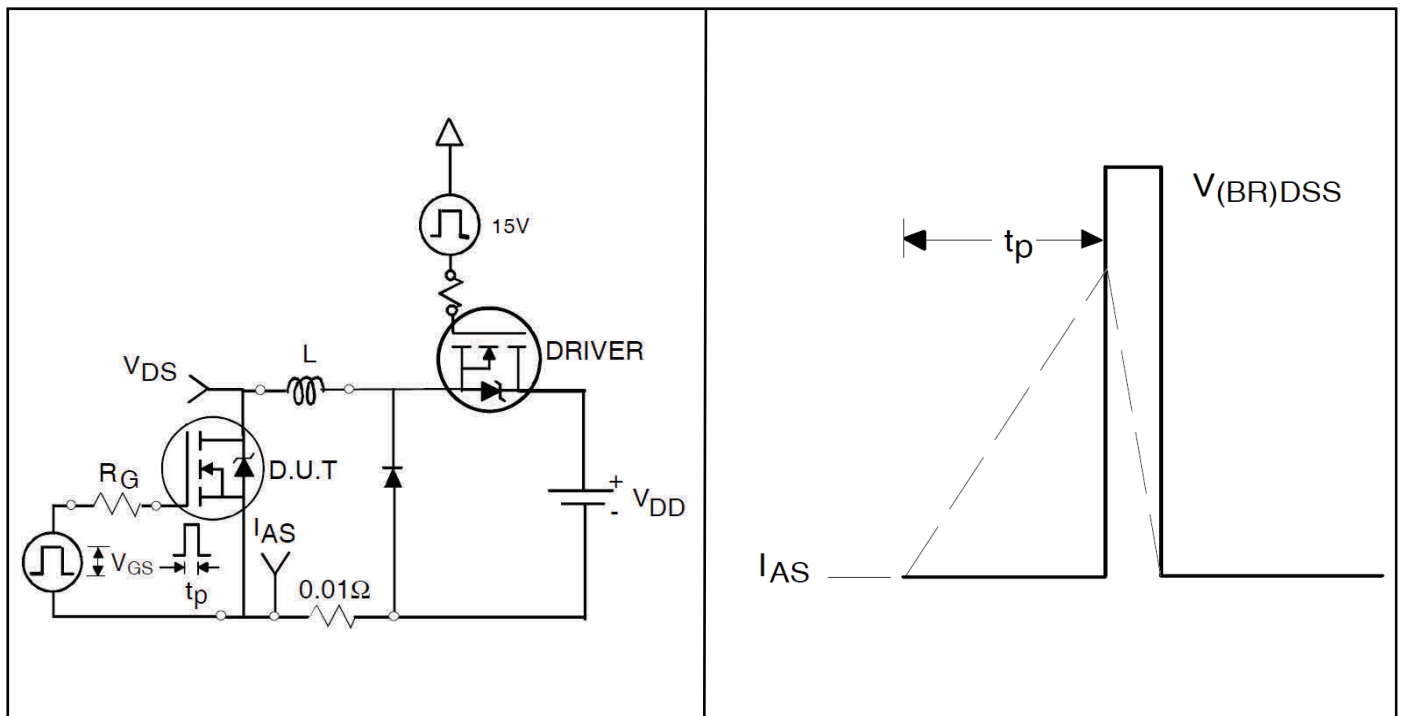 15V
DRIVER
L
VDS
RG
D.U.T
IAS
VGS
tp
0.01Ω
+
-
VDD
V(BR)DSS
tp
IAS